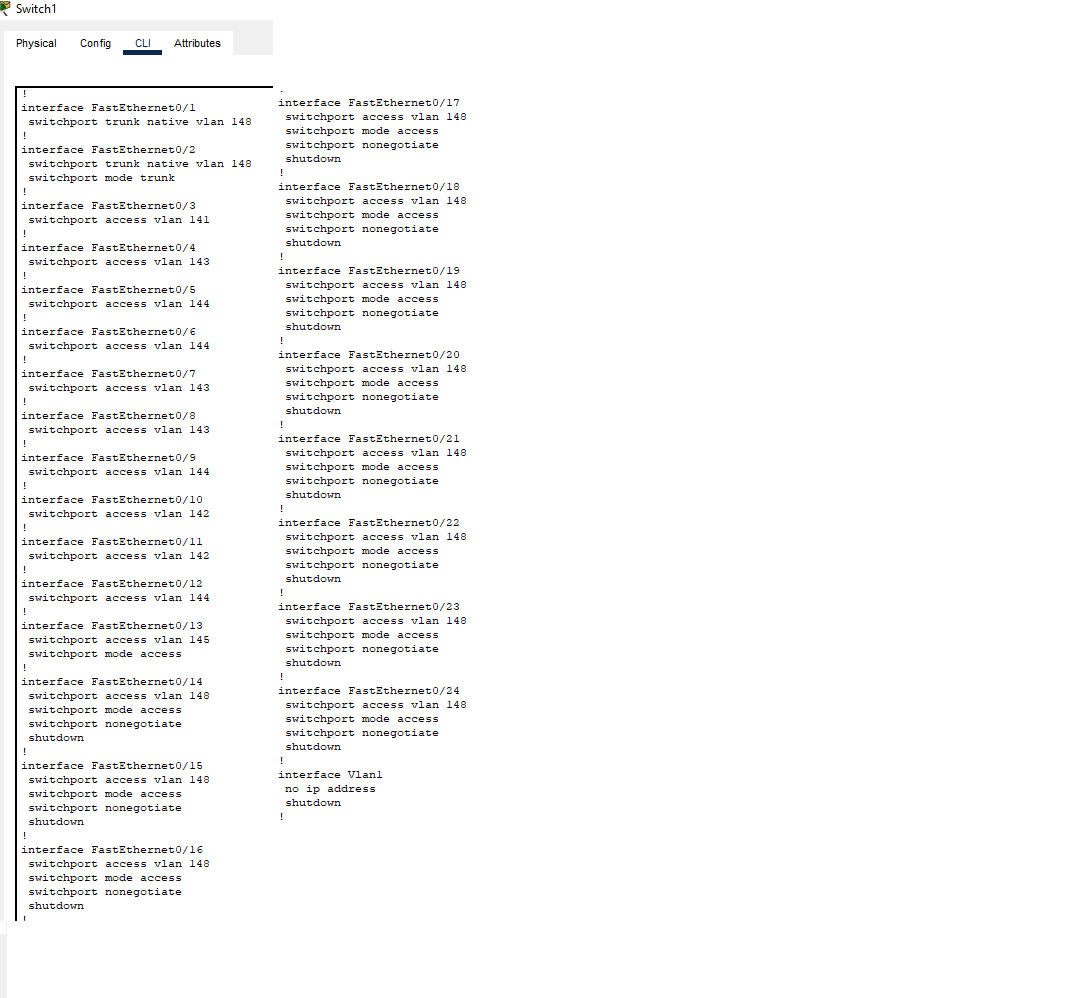 Switch1
Physical Config CLI Attributes
!
interface FastEthernet0/1
switchport trunk native vlan 148
!
interface FastEthernet0/2
switchport trunk native vlan 148
switchport mode trunk
!
interface FastEthernet0/3
switchport access vlan 141
!
interface FastEthernet0/4
switchport access vlan 143
!
interface FastEthernet0/5
switchport access vlan 144
!
interface FastEthernet0/6
switchport access vlan 144
!
interface FastEthernet0/7
switchport access vlan 143
!
interface FastEthernet0/8
switchport access vlan 143
!
interface FastEthernet0/9
switchport access vlan 144
!
interface FastEthernet0/10
switchport access vlan 142
!
interface FastEthernet0/11
switchport access vlan 142
!
interface FastEthernet0/12
switchport access vlan 144
!
interface FastEthernet0/13
switchport access vlan 145
switchport mode access
!
interface FastEthernet0/14
switchport access vlan 148
switchport mode access
switchport nonegotiate
shutdown
!
interface FastEthernet0/15
switchport access vlan 148
switchport mode access
switchport nonegotiate
shutdown
!
interface FastEthernet0/16
switchport access vlan 148
switchport mode access
switchport nonegotiate
shutdown
!
interface FastEthernet0/17
switchport access vlan 148
switchport mode access
switchport nonegotiate
shutdown
!
interface FastEthernet0/18
switchport access vlan 148
switchport mode access
switchport nonegotiate
shutdown
!
interface FastEthernet0/19
switchport access vlan 148
switchport mode access
switchport nonegotiate
shutdown
!
interface FastEthernet0/20
switchport access vlan 148
switchport mode access
switchport nonegotiate
shutdown
!
interface FastEthernet0/21
switchport access vlan 148
switchport mode access
switchport nonegotiate
shutdown
!
interface FastEthernet0/22
switchport access vlan 148
switchport mode access
switchport nonegotiate
shutdown
!
interface FastEthernet0/23
switchport access vlan 148
switchport mode access
switchport nonegotiate
shutdown
!
interface FastEthernet0/24
switchport access vlan 148
switchport mode access
switchport nonegotiate
shutdown
!
interface Vlan1
no ip address
shutdown
!